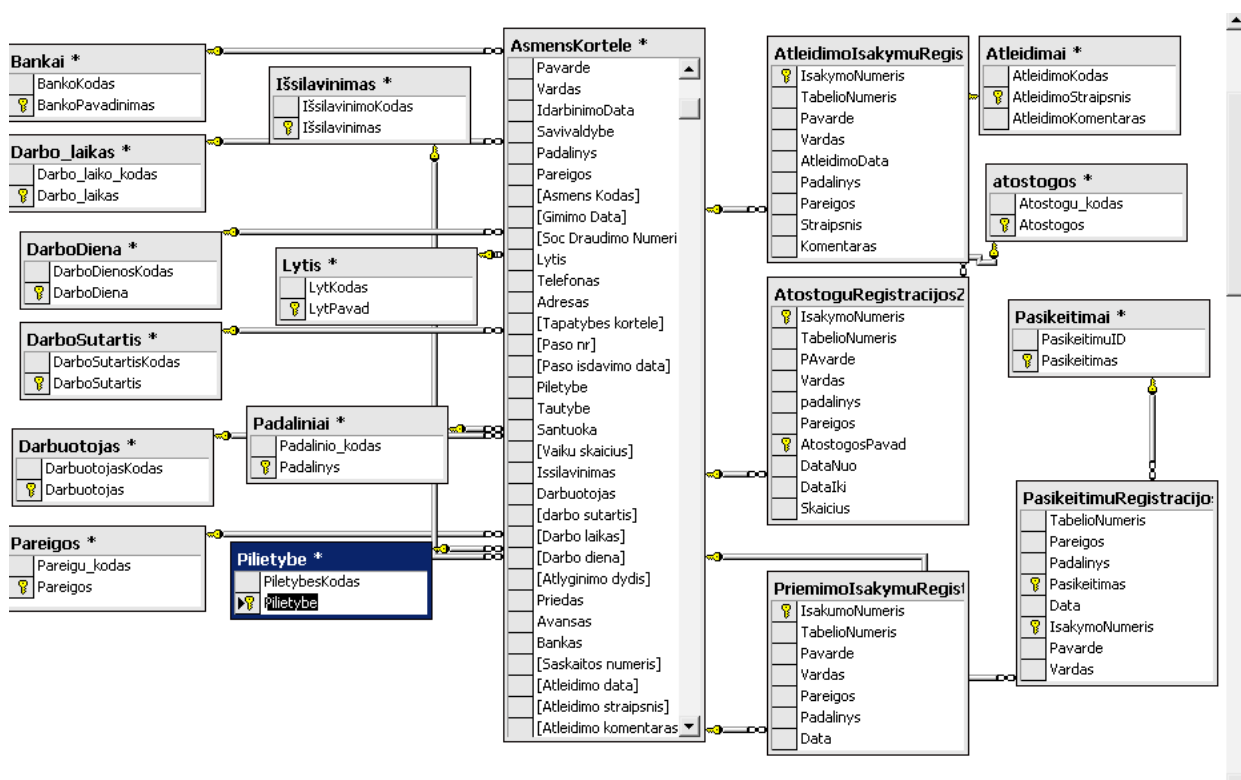 Bankai *
BankoKodas
BankoPavadinimas
Darbo_laikas *
Darbo_laiko_kodas
Darbo_laikas
DarboDiena *
DarboDienosKodas
DarboDiena
DarboSutartis *
DarboSutartisKodas
DarboSutartis
Darbuotojas *
DarbuotojasKodas
Darbuotojas
Pareigos *
Pareigu_kodas
Pareigos
Išsilavinimas *
IšsilavinimoKodas
Išsilavinimas
Lytis *
LytKodas
LytPavad
Padaliniai *
Padalinio_kodas
Padalinys
Pilietybe *
PiletybesKodas
Pilietybe
AsmensKortele *
Pavarde
Vardas
IdarbinimoData
Savivaldybe
Padalinys
Pareigos
[Asmens Kodas]
[Gimimo Data]
[Soc Draudimo Numeri
Lytis
Telefonas
Adresas
[Tapatybes kortele]
[Paso nr]
[Paso isdavimo data]
Piletybe
Tautybe
Santuoka
[Vaiku skaicius]
Issilavinimas
Darbuotojas
[darbo sutartis]
[Darbo laikas]
[Darbo diena]
[Atlyginimo dydis]
Priedas
Avansas
Bankas
[Saskaitos numeris]
[Atleidimo data]
[Atleidimo straipsnis]
[Atleidimo komentaras
AtleidimoIsakymuRegis
IsakymoNumeris
TabelioNumeris
Pavarde
Vardas
AtleidimoData
Padalinys
Pareigos
Straipsnis
Komentaras
AtostoguRegistracijosZ
IsakymoNumeris
TabelioNumeris
PAvarde
Vardas
padalinys
Pareigos
AtostogosPavad
DataNuo
DataIki
Skaicius
PriemimoIsakymuRegist
IsakumoNumeris
TabelioNumeris
Pavarde
Vardas
Pareigos
Padalinys
Data
Atleidimai *
AtleidimoKodas
AtleidimoStraipsnis
AtleidimoKomentaras
atostogos *
Atostogu_kodas
Atostogos
Pasikeitimai *
PasikeitimuID
Pasikeitimas
PasikeitimuRegistracijos
TabelioNumeris
Pareigos
Padalinys
Pasikeitimas
Data
IsakymoNumeris
Pavarde
Vardas